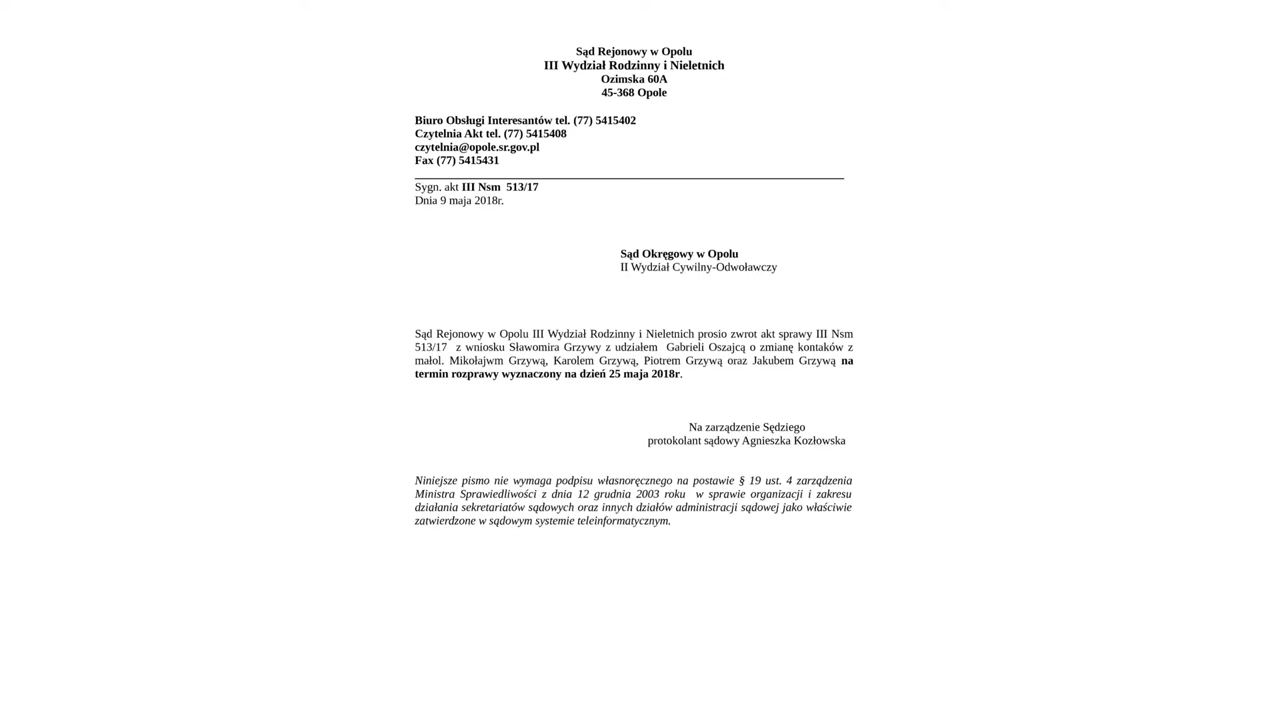 Sąd Rejonowy w Opolu
III Wydział Rodzinny i Nieletnich
Ozimska 60A
45-368 Opole
Biuro Obsługi Interesantów tel. (77) 5415402
Czytelnia Akt tel. (77) 5415408
czytelnia@opole.sr.gov.pl
Fax (77) 5415431
Sygn. akt III Nsm 513/17
Dnia 9 maja 2018r.
Sąd Okręgowy w Opolu
II Wydział Cywilny-Odwoławczy
Sąd Rejonowy w Opolu III Wydział Rodzinny i Nieletnich prosio zwrot akt sprawy III Nsm
513/17 z wniosku Sławomira Grzywy z udziałem Gabrieli Oszajcą o zmianę kontaków z
małol. Mikołajwm Grzywą, Karolem Grzywą, Piotrem Grzywą oraz Jakubem Grzywą na
termin rozprawy wyznaczony na dzień 25 maja 2018r.
Na zarządzenie Sędziego
protokolant sądowy Agnieszka Kozłowska
Niniejsze pismo nie wymaga podpisu własnoręcznego na postawie § 19 ust. 4 zarządzenia
Ministra Sprawiedliwości z dnia 12 grudnia 2003 roku w sprawie organizacji i zakresu
działania sekretariatów sądowych oraz innych działów administracji sądowej jako właściwie
zatwierdzone w sądowym systemie teleinformatycznym.